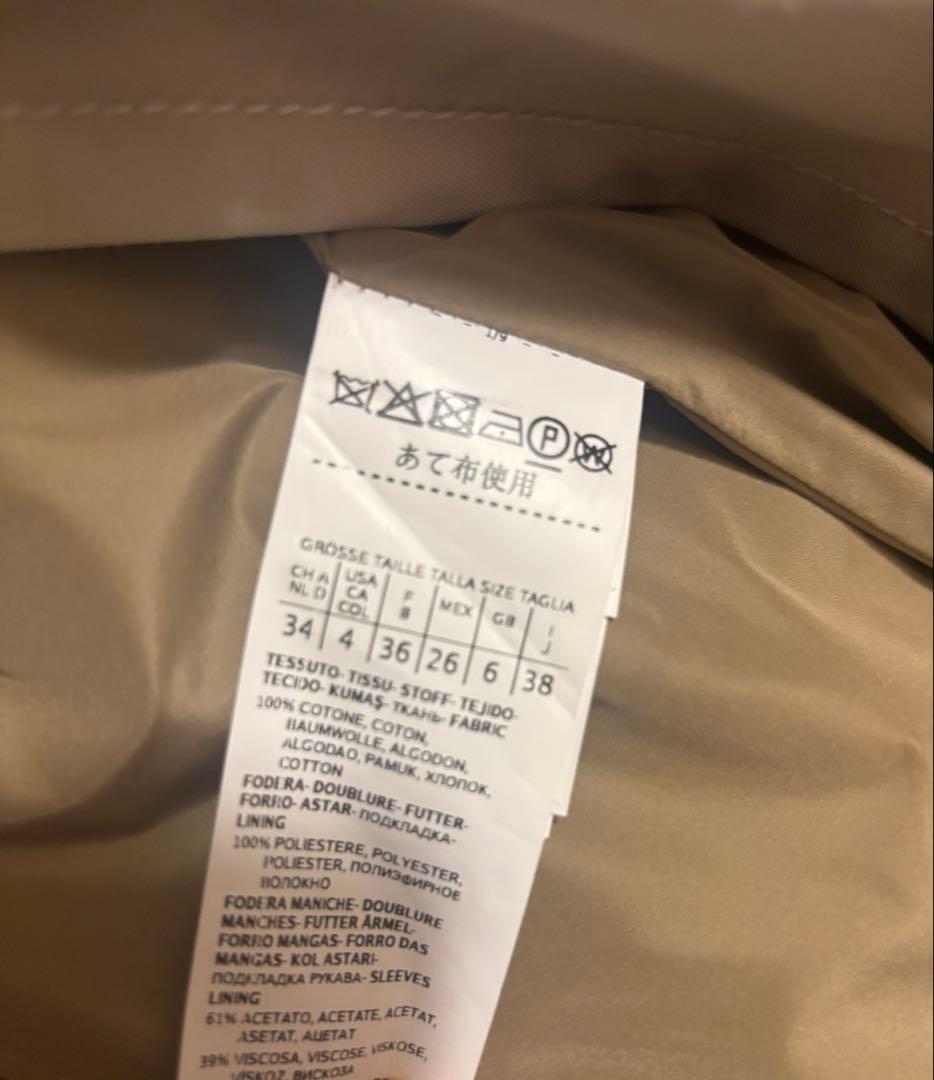 1/9
P W
あて布使用
GRÖSSE TAILLE TALLA SIZE TAGLIA
CH A NL D USA CA COL F B MEX GB I J
34 4 36 26 6 38
TESSUTO- TISSU- STOFF- TEJIDO-
TECIDO- KUMAŞ- ТКАНЬ- FABRIC
100% COTONE, COTON,
BAUMWOLLE, ALGODON,
ALGODAO, PAMUK, ХЛОПОК,
COTTON
FODERA- DOUBLURE- FUTTER-
FORRO- ASTAR- ПОДКЛАДКА-
LINING
100% POLIESTERE, POLYESTER,
POLIESTER, ПОЛИЭФИРНОЕ
ВОЛОКНО
FODERA MANICHE- DOUBLURE
MANCHES- FUTTER ÄRMEL-
FORRO MANGAS- FORRO DAS
MANGAS- KOL ASTARI-
ПОДКЛАДКА РУКАВА- SLEEVES
LINING
61% ACETATO, ACETATE, ACETAT,
ASETAT, АЦЕТАТ
39% VISCOSA, VISCOSE, VISKOSE,
VISKOZ, ВИСКОЗА